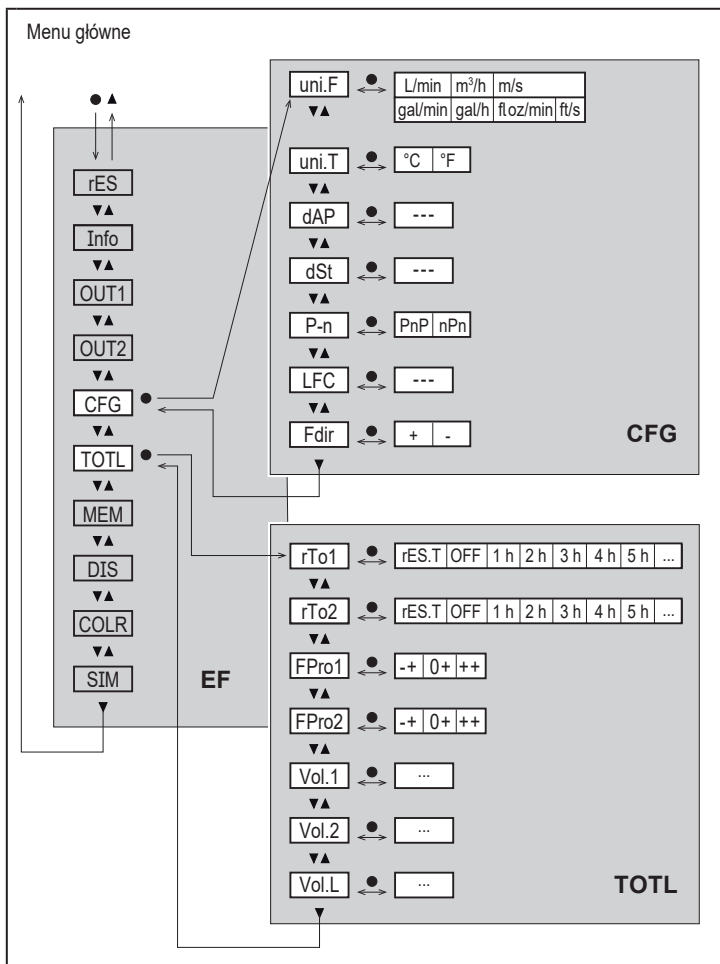 Menu główne
rES
Info
OUT1
OUT2
CFG
TOTL
MEM
DIS
COLR
SIM
EF
uni.F
L/min m³/h m/s
gal/min gal/h fl oz/min ft/s
uni.T °C °F
dAP ---
dSt ---
P-n PnP nPn
LFC ---
Fdir + -
CFG
rTo1 rES.T OFF 1 h 2 h 3 h 4 h 5 h ...
rTo2 rES.T OFF 1 h 2 h 3 h 4 h 5 h ...
FPro1 -+ 0+ ++
FPro2 -+ 0+ ++
Vol.1 ...
Vol.2 ...
Vol.L ...
TOTL